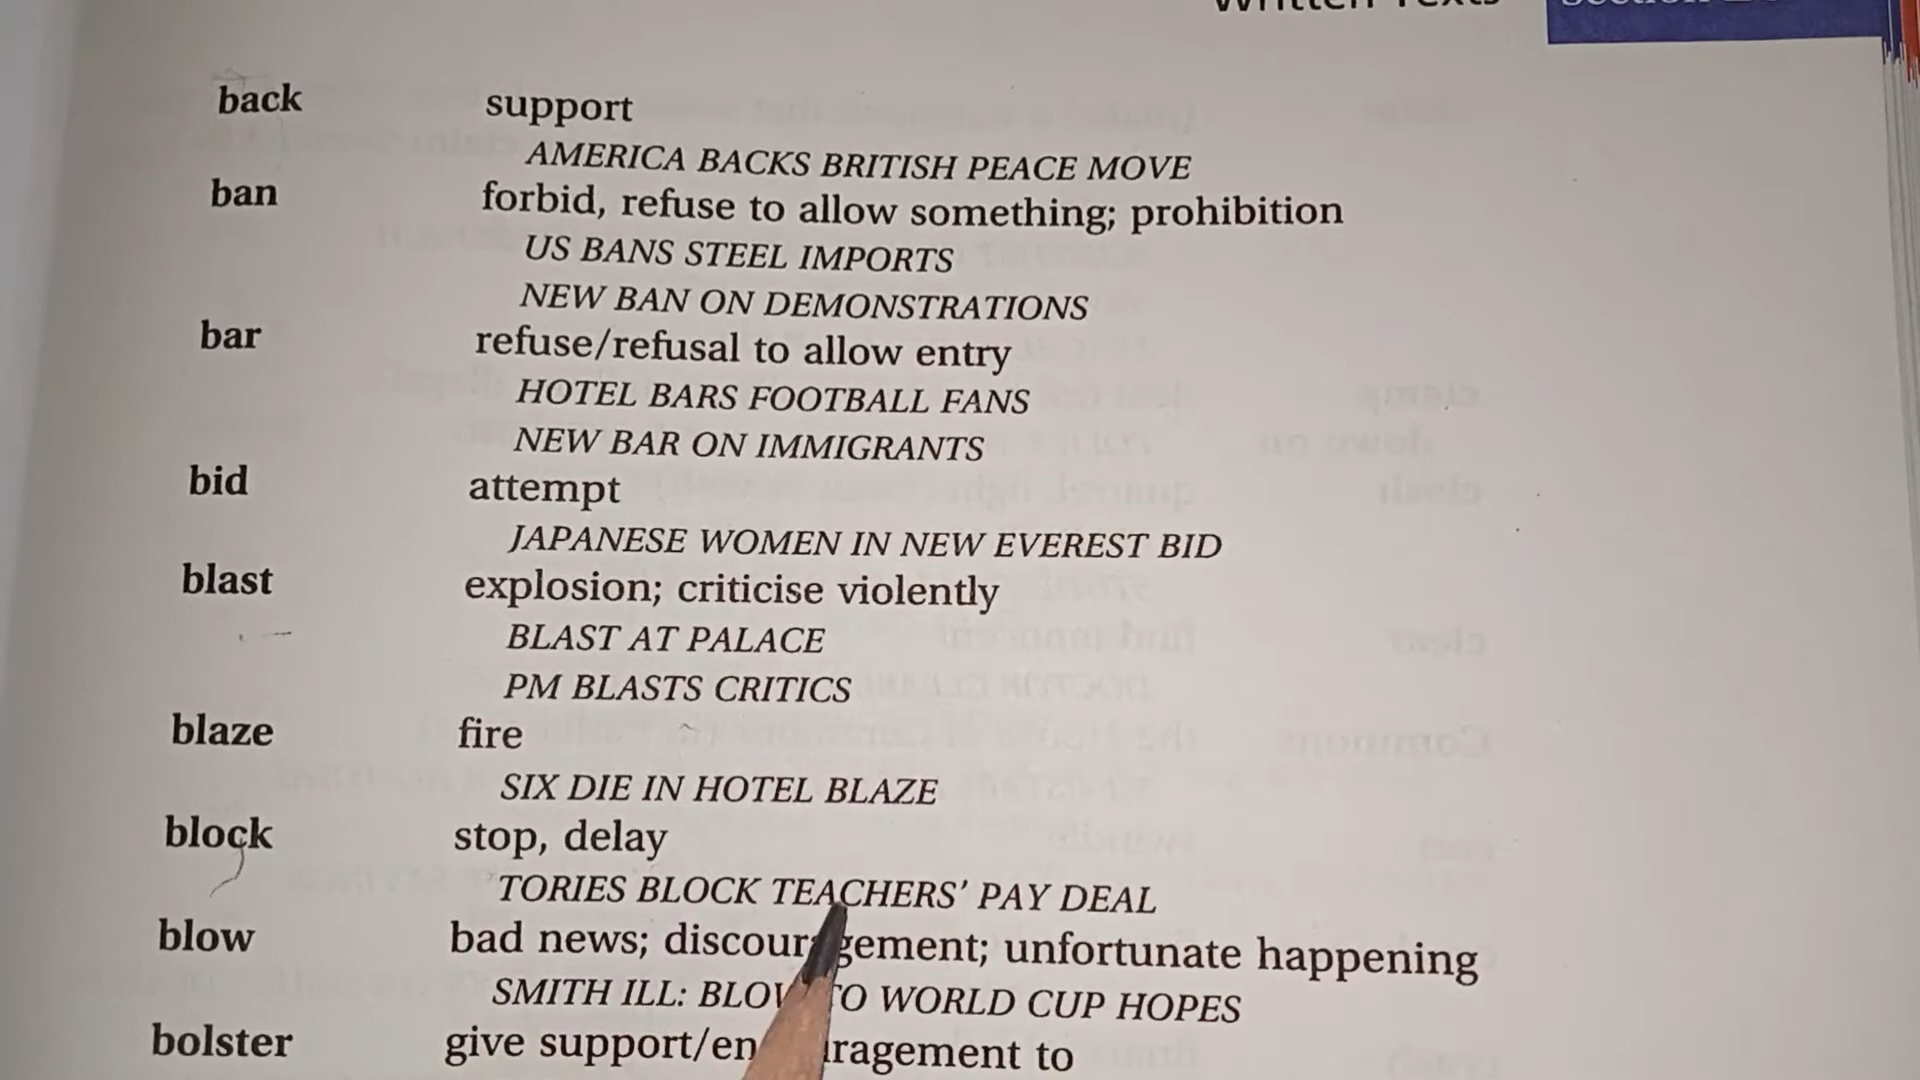 Written Texts
back support
AMERICA BACKS BRITISH PEACE MOVE
ban forbid, refuse to allow something; prohibition
US BANS STEEL IMPORTS
NEW BAN ON DEMONSTRATIONS
bar refuse/refusal to allow entry
HOTEL BARS FOOTBALL FANS
NEW BAR ON IMMIGRANTS
bid attempt
JAPANESE WOMEN IN NEW EVEREST BID
blast explosion; criticise violently
BLAST AT PALACE
PM BLASTS CRITICS
blaze fire
SIX DIE IN HOTEL BLAZE
block stop, delay
TORIES BLOCK TEACHERS' PAY DEAL
blow bad news; discouragement; unfortunate happening
SMITH ILL: BLOW TO WORLD CUP HOPES
bolster give support/encouragement to